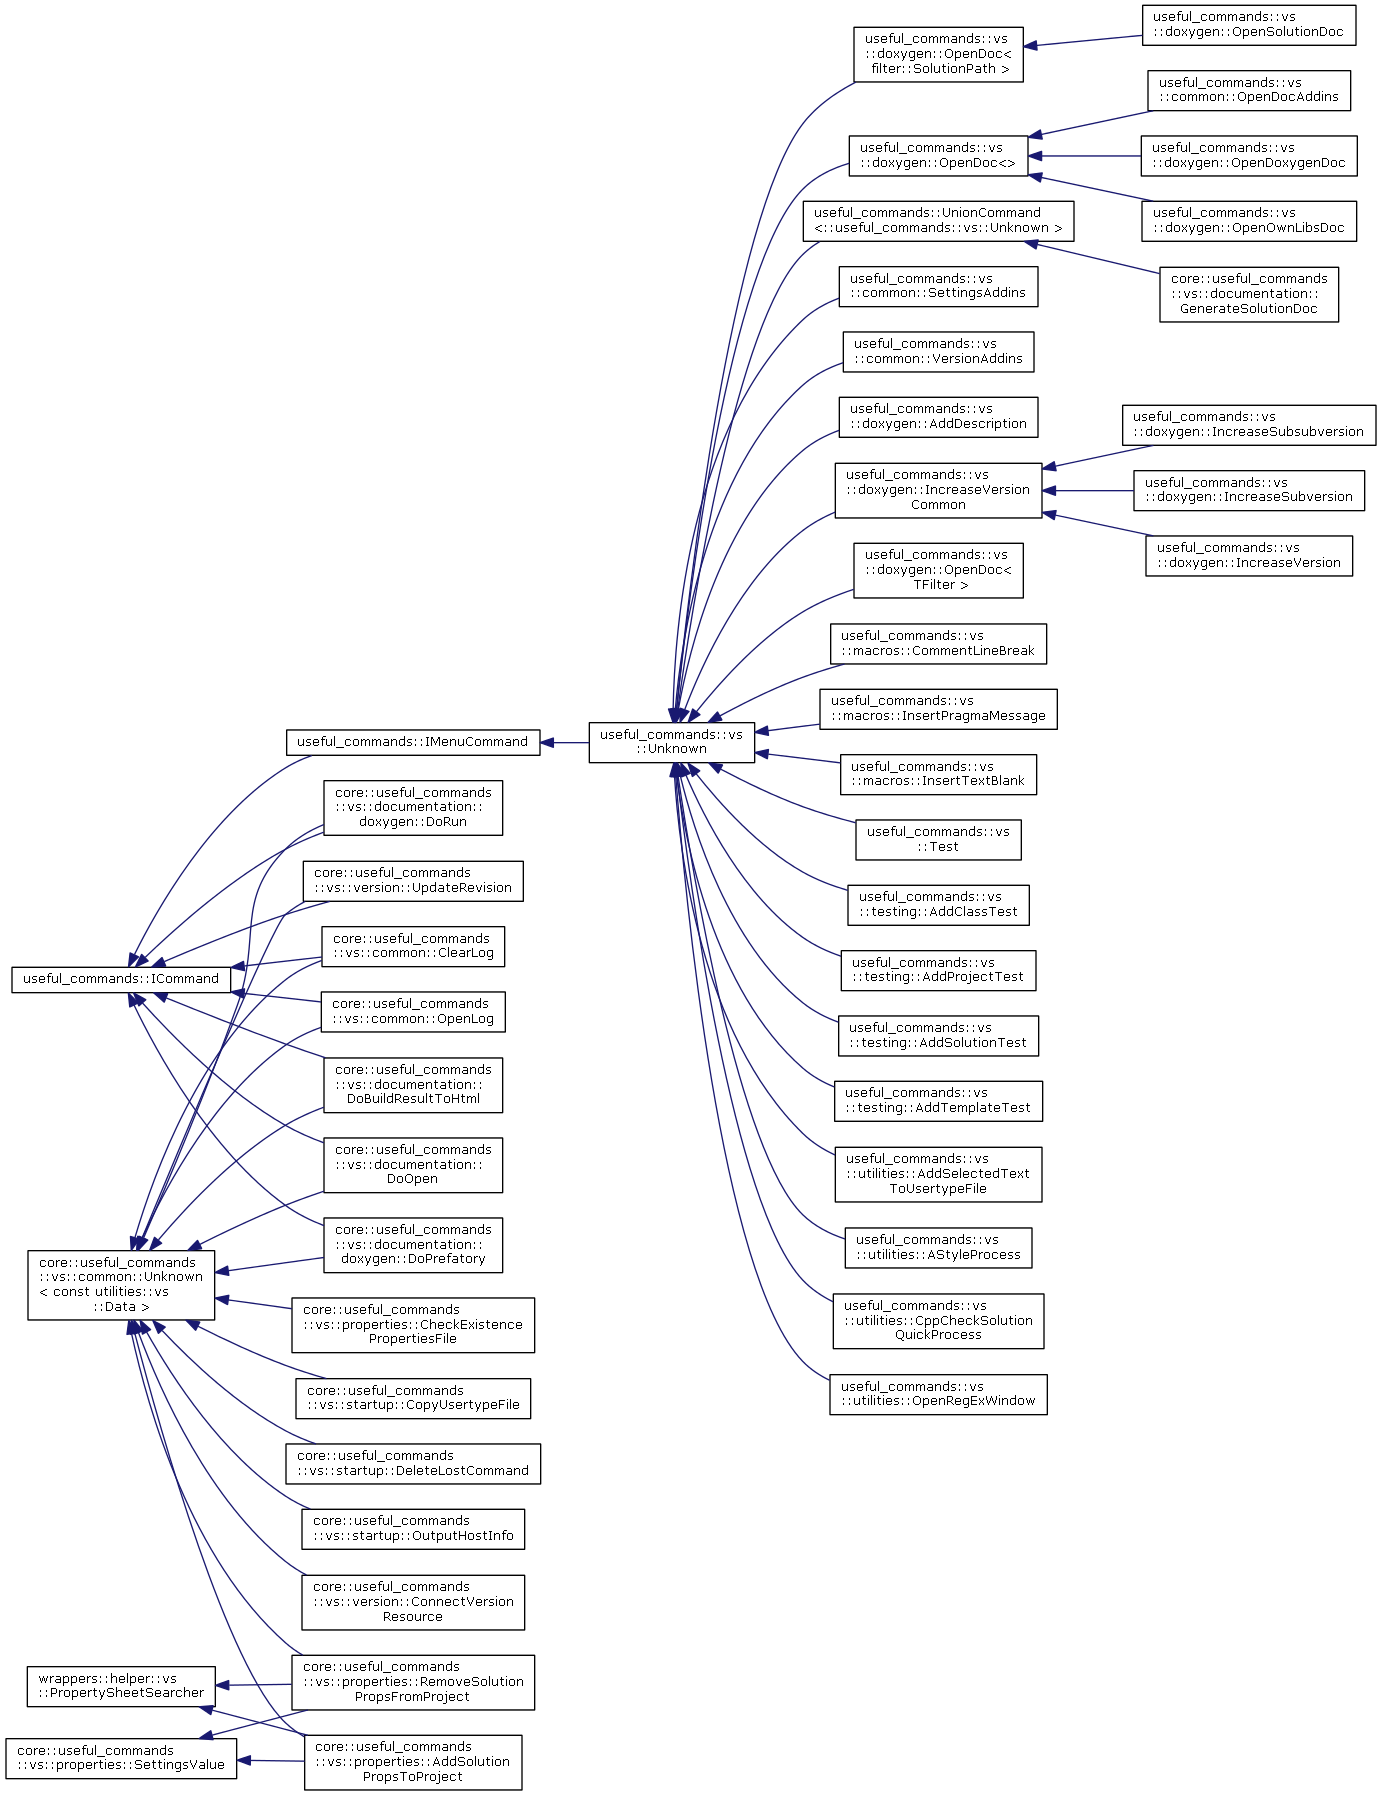 useful_commands::vs
::doxygen::OpenDoc<
filter::SolutionPath >
useful_commands::vs
::doxygen::OpenSolutionDoc
useful_commands::vs
::common::OpenDocAddins
useful_commands::vs
::doxygen::OpenDoc<>
useful_commands::vs
::doxygen::OpenDoxygenDoc
useful_commands::vs
::doxygen::OpenOwnLibsDoc
useful_commands::UnionCommand
<::useful_commands::vs::Unknown >
core::useful_commands
::vs::documentation::
GenerateSolutionDoc
useful_commands::vs
::common::SettingsAddins
useful_commands::vs
::common::VersionAddins
useful_commands::vs
::doxygen::AddDescription
useful_commands::vs
::doxygen::IncreaseVersion
Common
useful_commands::vs
::doxygen::IncreaseSubsubversion
useful_commands::vs
::doxygen::IncreaseSubversion
useful_commands::vs
::doxygen::IncreaseVersion
useful_commands::vs
::doxygen::OpenDoc<
TFilter >
useful_commands::vs
::macros::CommentLineBreak
useful_commands::vs
::macros::InsertPragmaMessage
useful_commands::IMenuCommand
useful_commands::vs
::Unknown
useful_commands::vs
::macros::InsertTextBlank
useful_commands::vs
::Test
useful_commands::vs
::testing::AddClassTest
useful_commands::vs
::testing::AddProjectTest
useful_commands::vs
::testing::AddSolutionTest
useful_commands::vs
::testing::AddTemplateTest
useful_commands::vs
::utilities::AddSelectedText
ToUsertypeFile
useful_commands::vs
::utilities::AStyleProcess
useful_commands::vs
::utilities::CppCheckSolution
QuickProcess
useful_commands::vs
::utilities::OpenRegExWindow
core::useful_commands
::vs::documentation::
doxygen::DoRun
core::useful_commands
::vs::version::UpdateRevision
core::useful_commands
::vs::common::ClearLog
useful_commands::ICommand
core::useful_commands
::vs::common::OpenLog
core::useful_commands
::vs::documentation::
DoBuildResultToHtml
core::useful_commands
::vs::documentation::
DoOpen
core::useful_commands
::vs::documentation::
doxygen::DoPrefatory
core::useful_commands
::vs::common::Unknown
< const utilities::vs
::Data >
core::useful_commands
::vs::properties::CheckExistence
PropertiesFile
core::useful_commands
::vs::startup::CopyUsertypeFile
core::useful_commands
::vs::startup::DeleteLostCommand
core::useful_commands
::vs::startup::OutputHostInfo
core::useful_commands
::vs::version::ConnectVersion
Resource
wrappers::helper::vs
::PropertySheetSearcher
core::useful_commands
::vs::properties::RemoveSolution
PropsFromProject
core::useful_commands
::vs::properties::SettingsValue
core::useful_commands
::vs::properties::AddSolution
PropsToProject